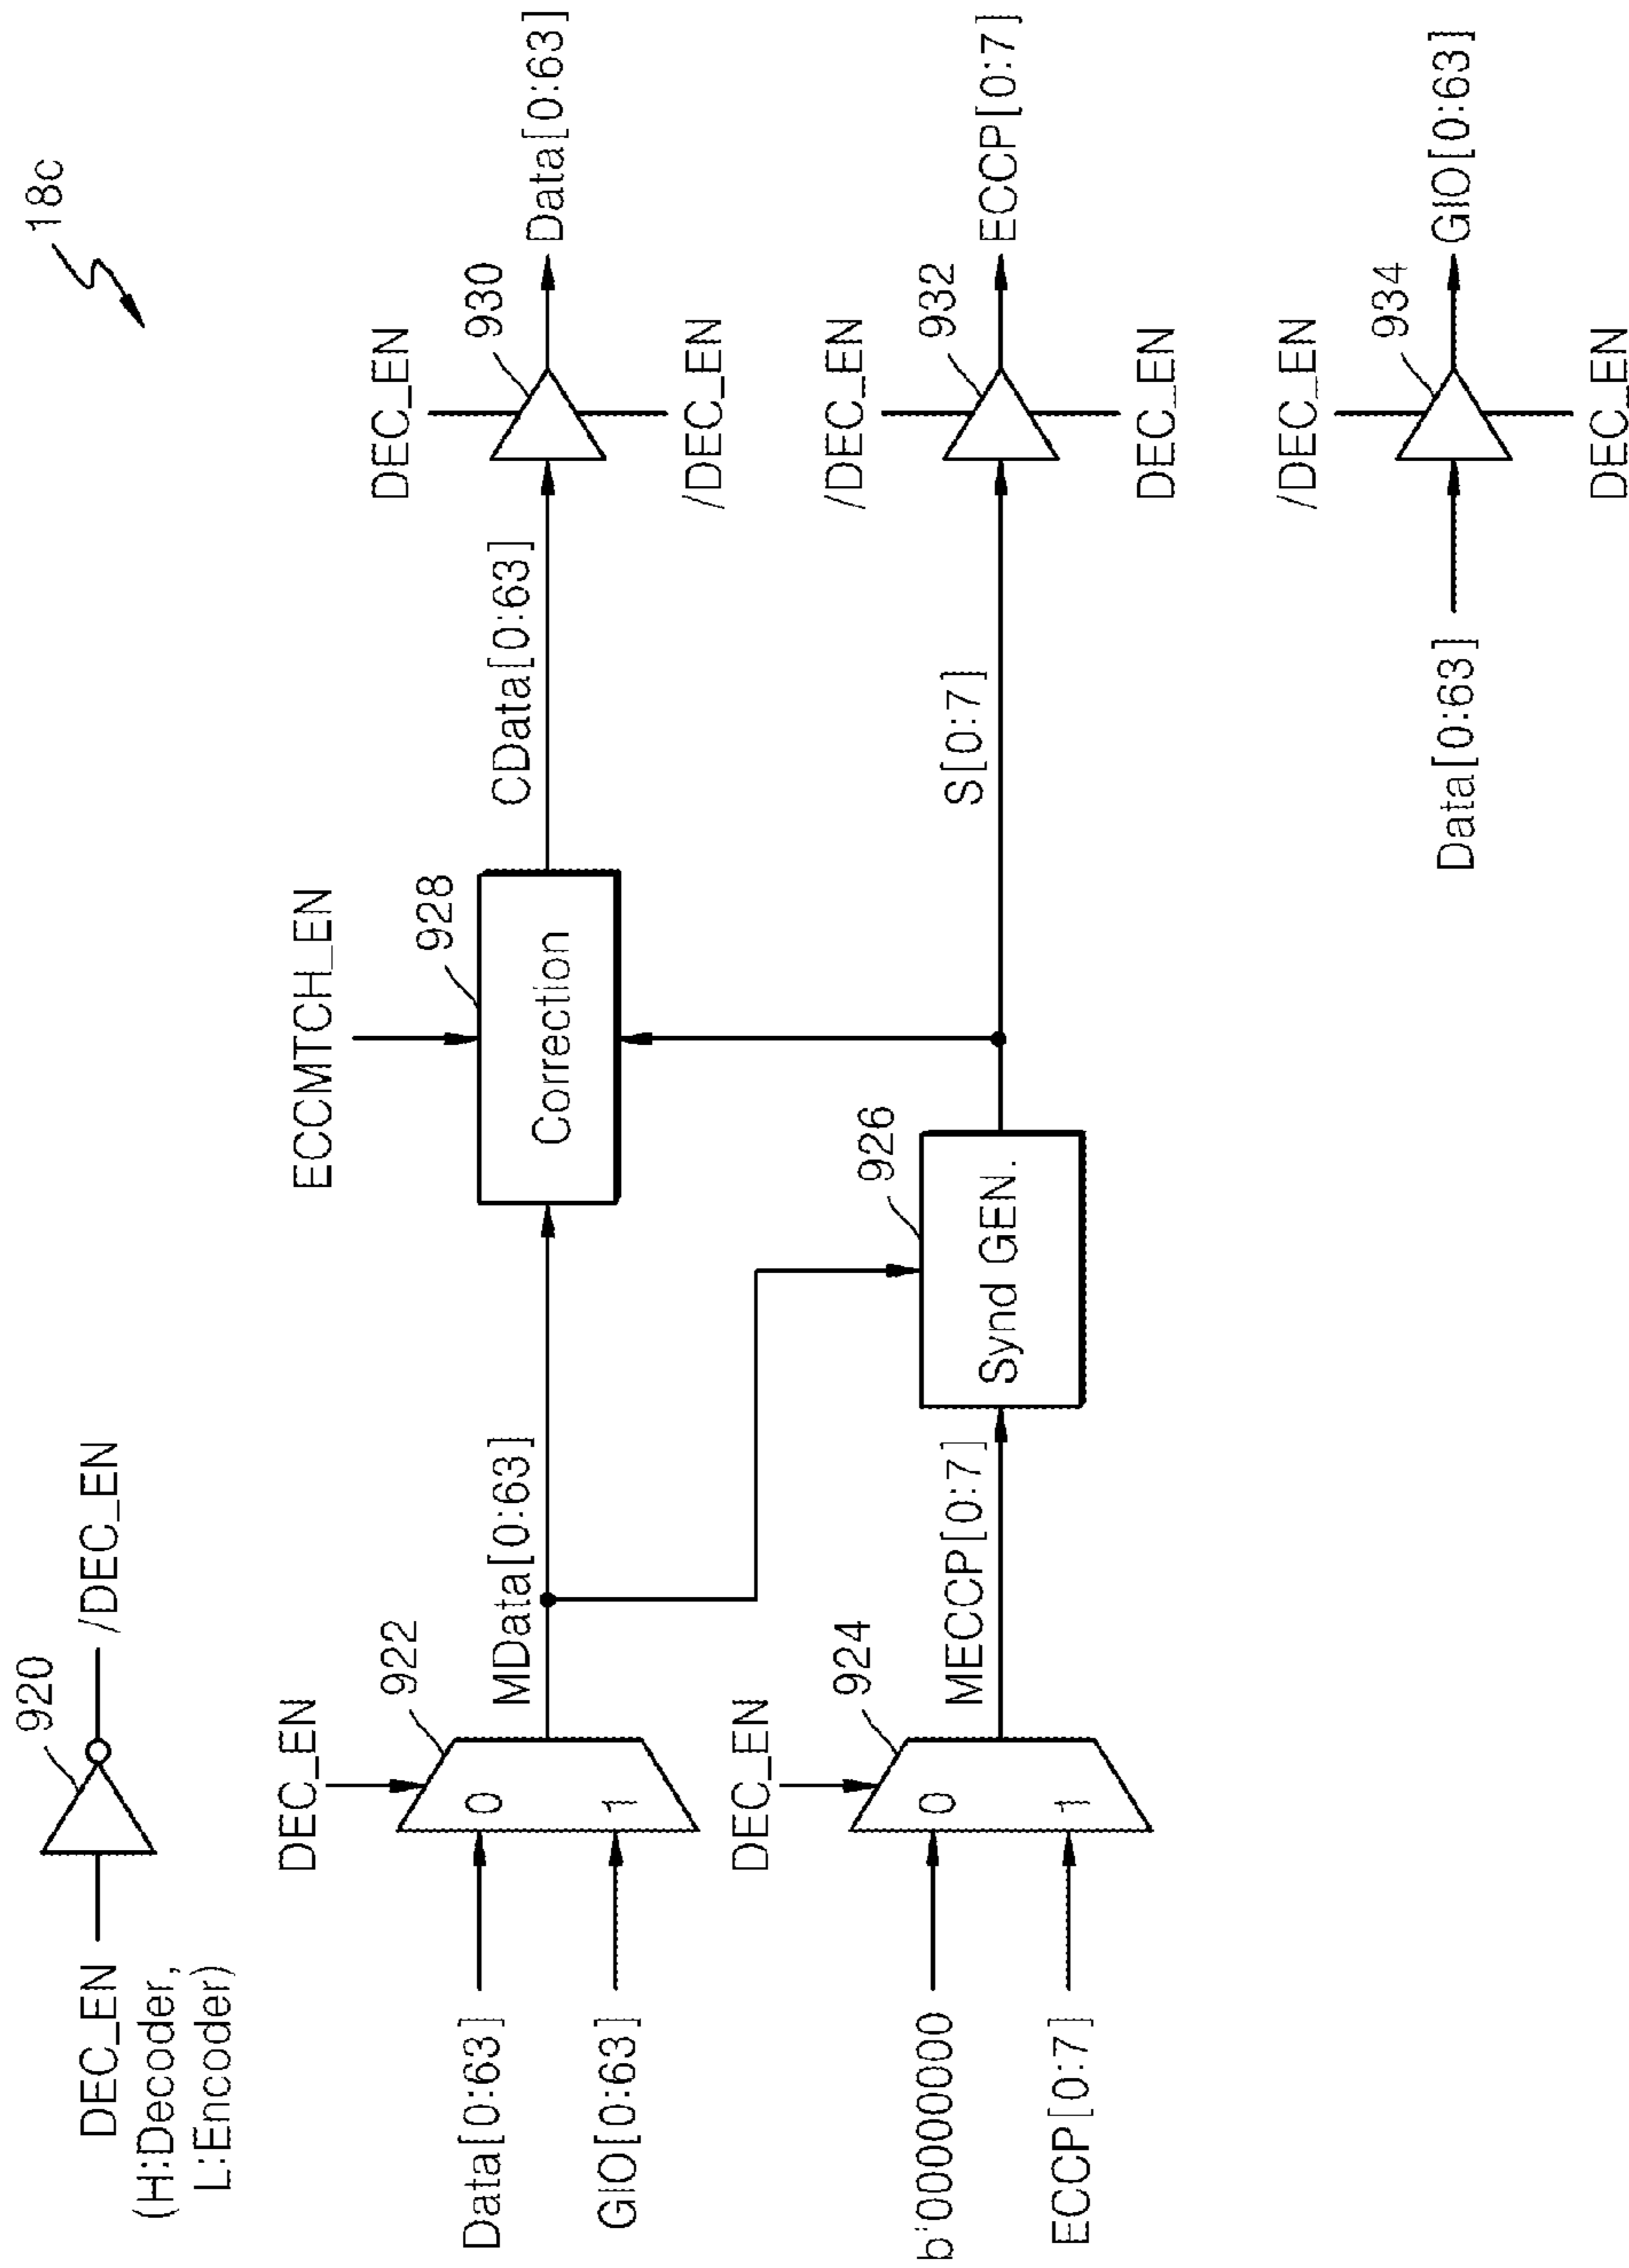 18c
920
DEC_EN
/DEC_EN
(H:Decoder,
L:Encoder)
DEC_EN
922
Data[0:63]
0
GIO[0:63]
1
MData[0:63]
ECCMTCH_EN
928
Correction
CData[0:63]
DEC_EN
930
Data[0:63]
/DEC_EN
DEC_EN
924
b'00000000
0
ECCP[0:7]
1
MECCP[0:7]
926
Synd GEN.
S[0:7]
/DEC_EN
932
ECCP[0:7]
DEC_EN
/DEC_EN
934
Data[0:63]
GIO[0:63]
DEC_EN